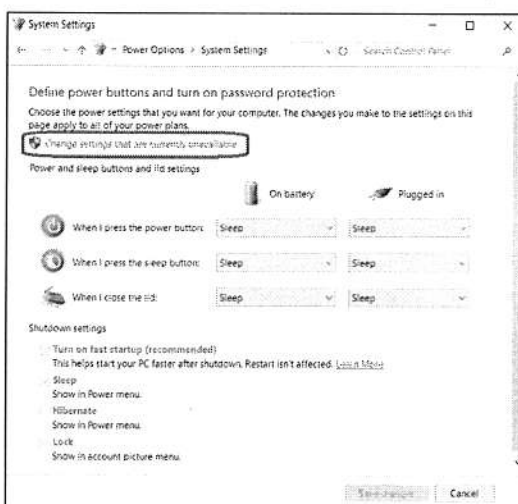 System Settings
Power Options > System Settings
Search Control Panel
Define power buttons and turn on password protection
Choose the power settings that you want for your computer. The changes you make to the settings on this
page apply to all of your power plans.
Change settings that are currently unavailable
Power and sleep buttons and lid settings
On battery Plugged in
When I press the power button: Sleep Sleep
When I press the sleep button: Sleep Sleep
When I close the lid: Sleep Sleep
Shutdown settings
Turn on fast startup (recommended)
This helps start your PC faster after shutdown. Restart isn't affected. Learn More
Sleep
Show in Power menu.
Hibernate
Show in Power menu.
Lock
Show in account picture menu.
Save changes Cancel